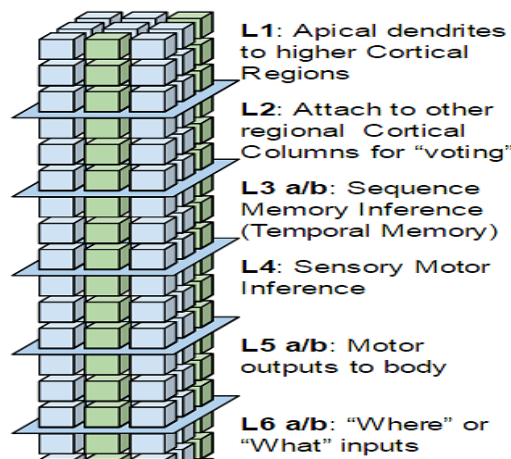 L1: Apical dendrites
to higher Cortical
Regions
L2: Attach to other
regional Cortical
Columns for “voting”
L3 a/b: Sequence
Memory Inference
(Temporal Memory)
L4: Sensory Motor
Inference
L5 a/b: Motor
outputs to body
L6 a/b: “Where” or
“What” inputs